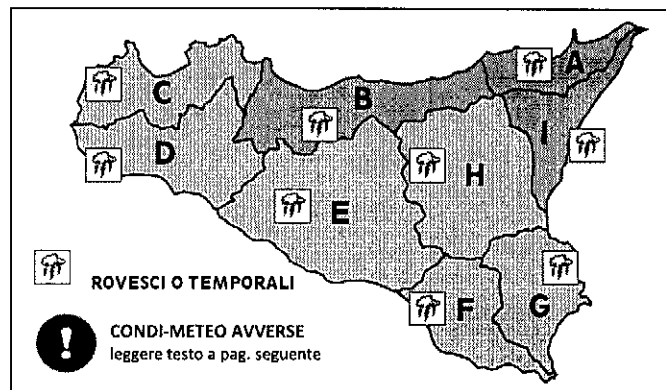 A
B
C
I
D
H
E
F
G
ROVESCI O TEMPORALI
!
CONDI-METEO AVVERSE
leggere testo a pag. seguente